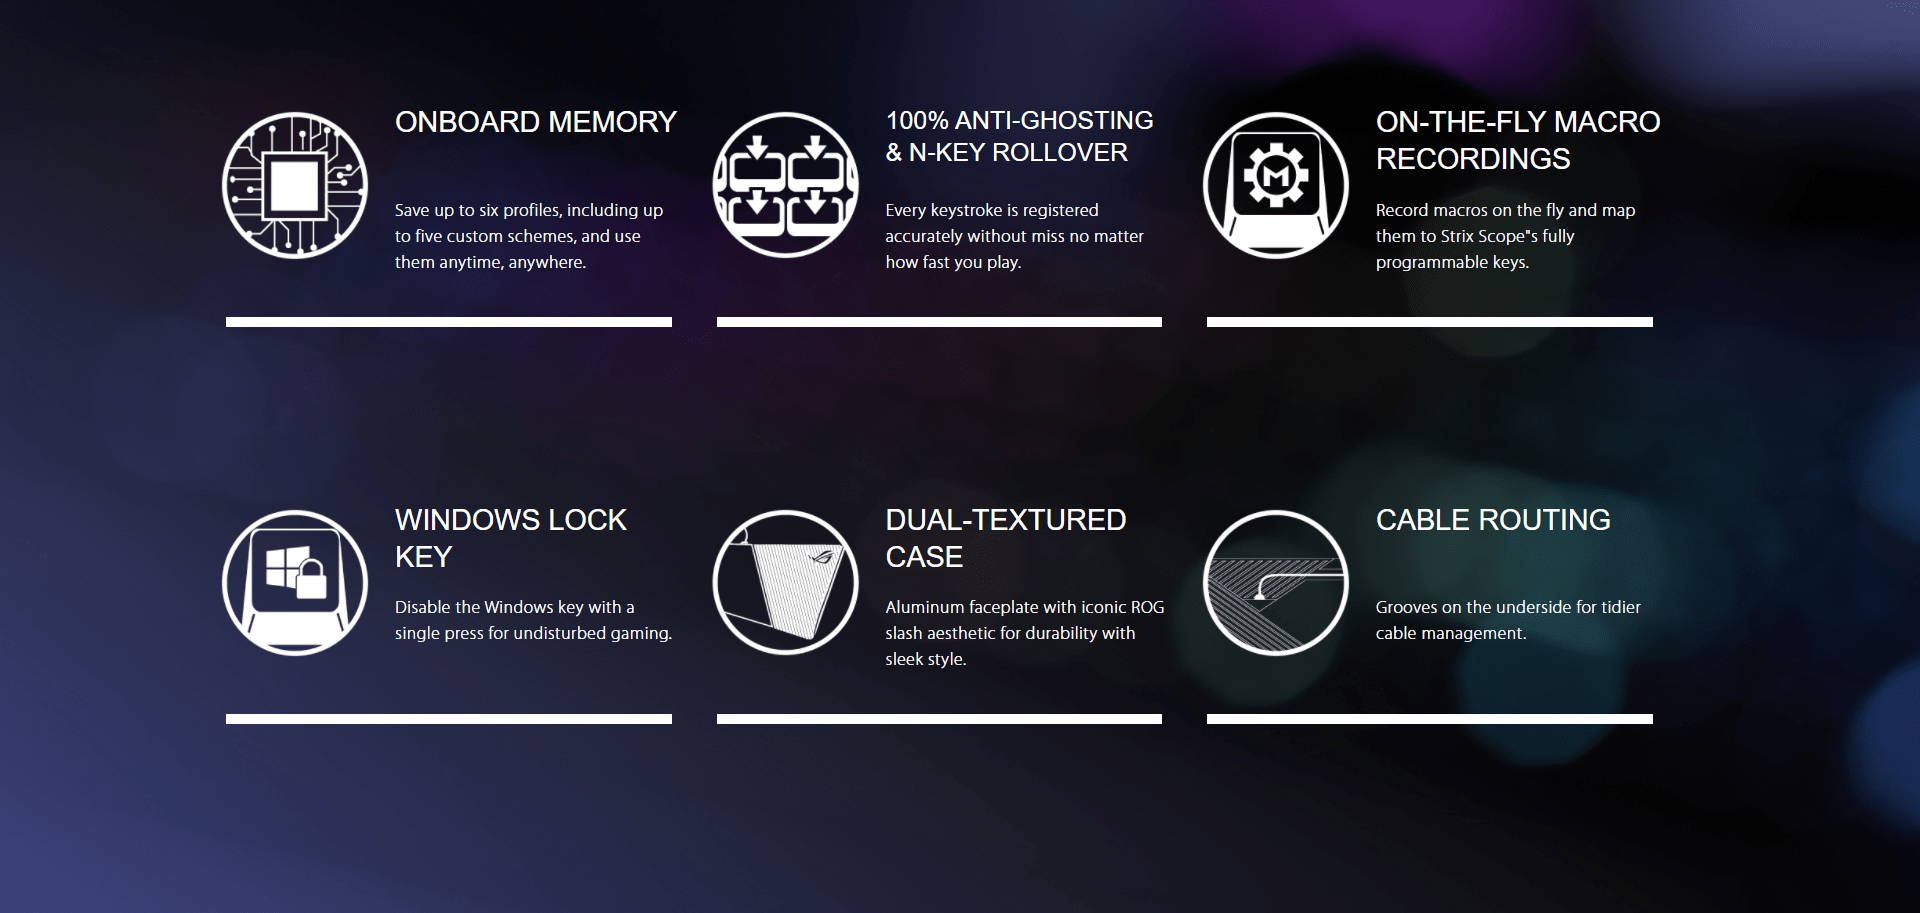 ONBOARD MEMORY
Save up to six profiles, including up
to five custom schemes, and use
them anytime, anywhere.
100% ANTI-GHOSTING
& N-KEY ROLLOVER
Every keystroke is registered
accurately without miss no matter
how fast you play.
ON-THE-FLY MACRO
RECORDINGS
Record macros on the fly and map
them to Strix Scope"s fully
programmable keys.
WINDOWS LOCK
KEY
Disable the Windows key with a
single press for undisturbed gaming.
DUAL-TEXTURED
CASE
Aluminum faceplate with iconic ROG
slash aesthetic for durability with
sleek style.
CABLE ROUTING
Grooves on the underside for tidier
cable management.